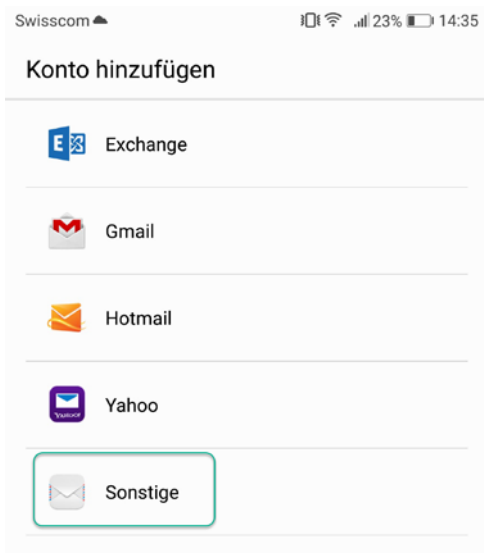 Swisscom 23% 14:35
Konto hinzufügen
Exchange
Gmail
Hotmail
Yahoo
Sonstige